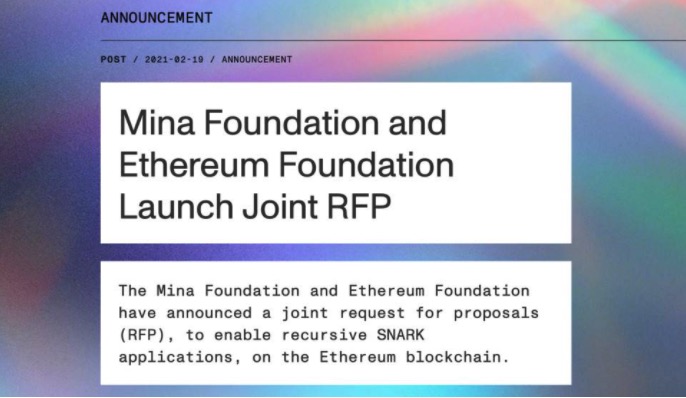 ANNOUNCEMENT
POST / 2021-02-19 / ANNOUNCEMENT
Mina Foundation and
Ethereum Foundation
Launch Joint RFP
The Mina Foundation and Ethereum Foundation
have announced a joint request for proposals
(RFP), to enable recursive SNARK
applications, on the Ethereum blockchain.